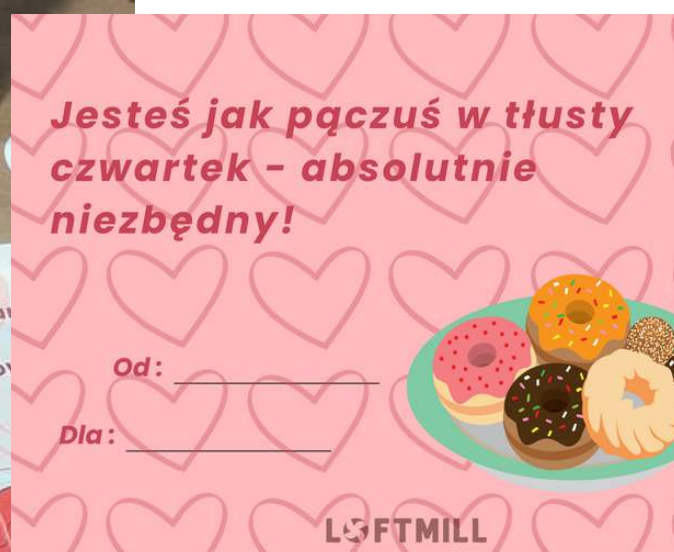 Jesteś jak pączuś w tłusty
czwartek - absolutnie
niezbędny!
Od:
Dla:
LOFTMILL